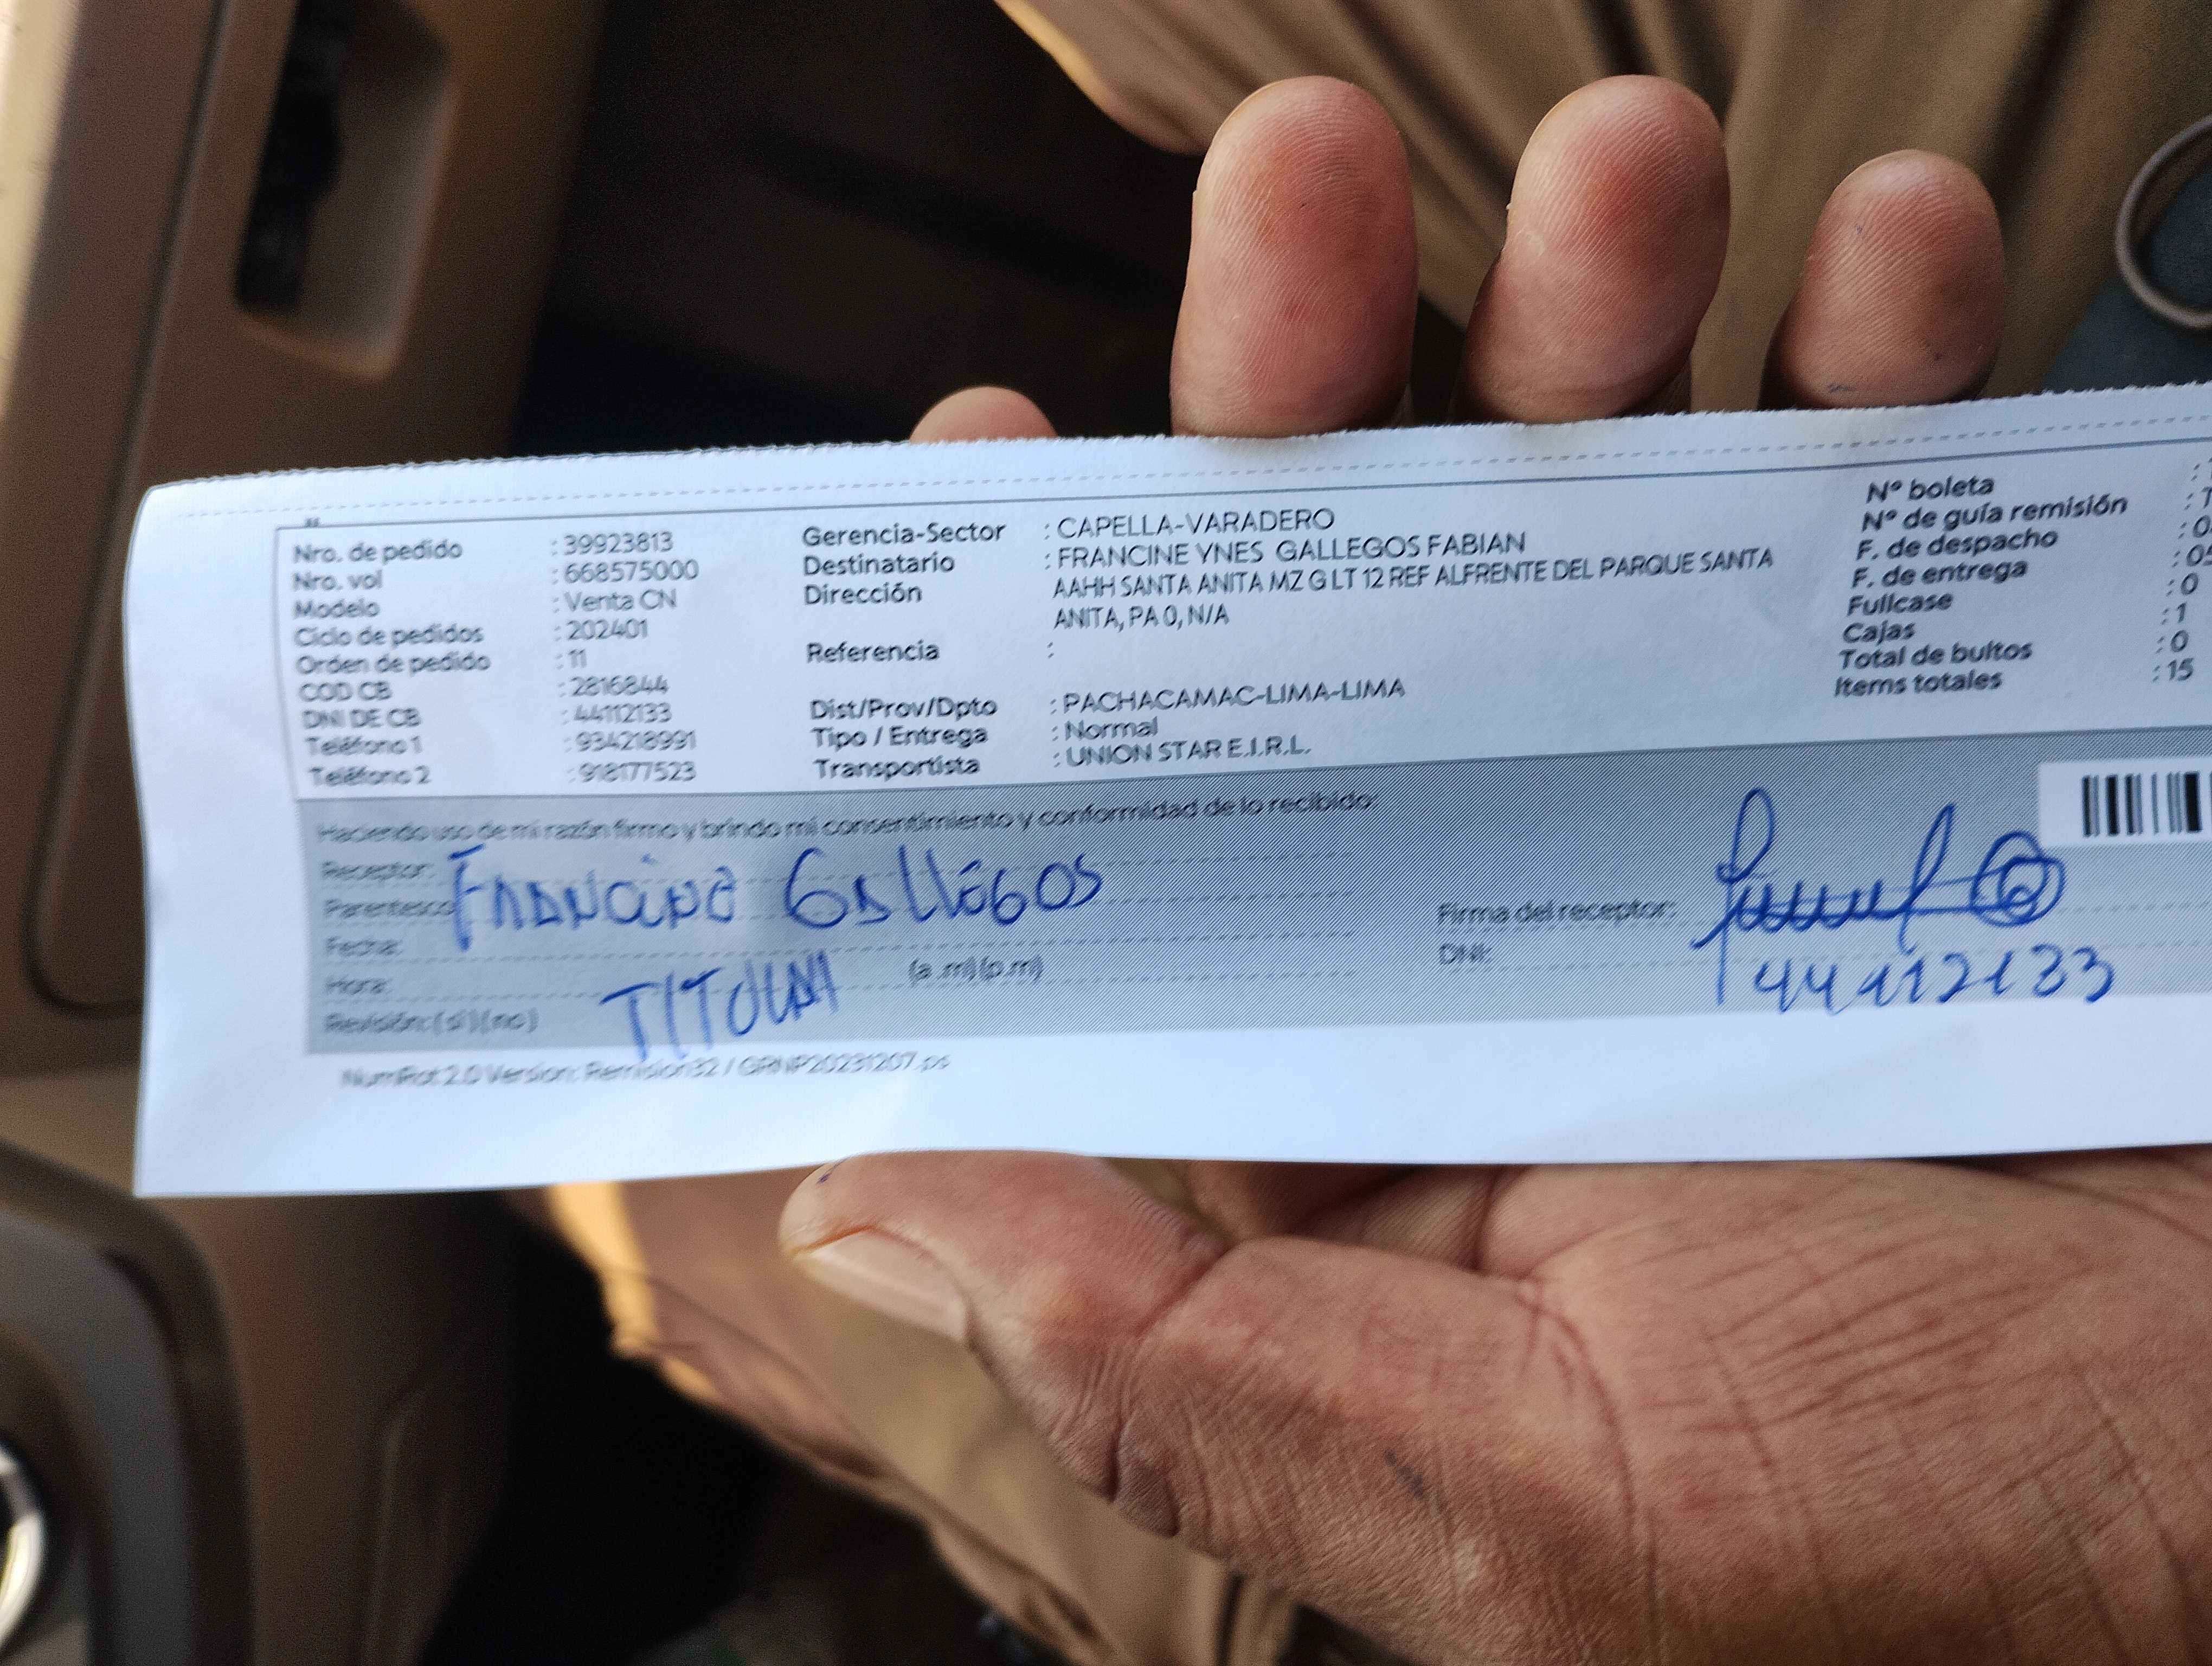 Nro. de pedido : 39923813
Nro. vol : 668575000
Modelo : Venta CN
Ciclo de pedidos : 202401
Orden de pedido : 11
COD CB : 2816844
DNI DE CB : 44112133
Teléfono 1 : 934218991
Teléfono 2 : 918177523
Gerencia-Sector : CAPELLA-VARADERO
Destinatario : FRANCINE YNES GALLEGOS FABIAN
Dirección AAHH SANTA ANITA MZ G LT 12 REF ALFRENTE DEL PARQUE SANTA
ANITA, PA 0, N/A
Referencia :
Dist/Prov/Dpto : PACHACAMAC-LIMA-LIMA
Tipo / Entrega : Normal
Transportista : UNION STAR E.I.R.L.
Nº boleta :
Nº de guía remisión :
F. de despacho
F. de entrega
Fullcase : 0
Cajas : 1
Total de bultos : 0
Items totales : 15
Haciendo uso de mi razón firmo y brindo mi consentimiento y conformidad de lo recibido:
Receptor: FRANCINE GALLEGOS
Parentesco
Fecha:
Hora: (a.m)(p.m)
Revisión: (si)(no) TITULAR
Firma del receptor:
DNI: 44112133
NumRot 2.0 Version: Remision32 / GRNP20231207.ps